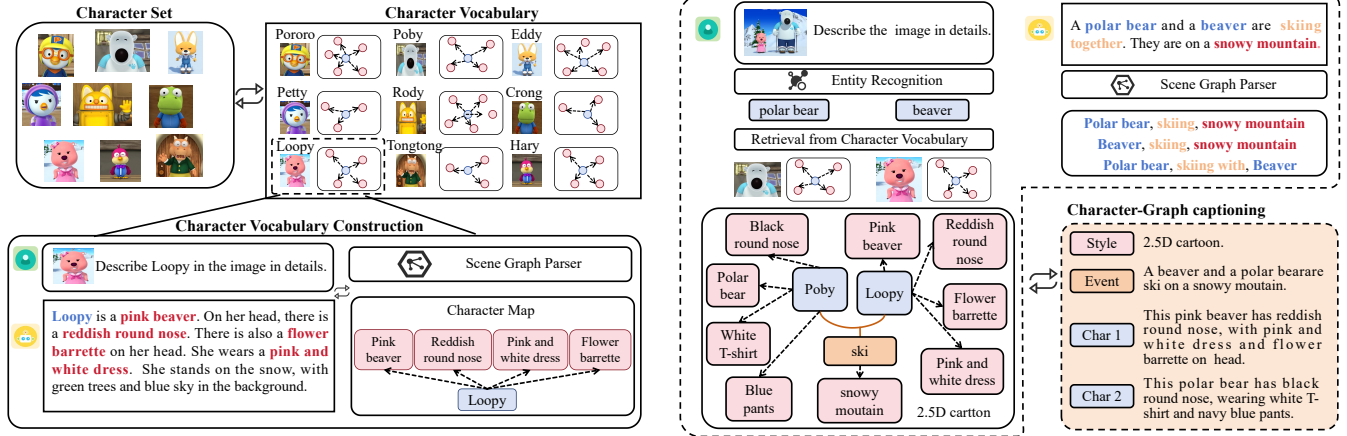 Character Set
Character Vocabulary
Pororo
Poby
Eddy
Petty
Rody
Crong
Loopy
Tongtong
Hary
Character Vocabulary Construction
Describe Loopy in the image in details.
Scene Graph Parser
Loopy is a pink beaver. On her head, there is
a reddish round nose. There is also a flower
barrette on her head. She wears a pink and
white dress. She stands on the snow, with
green trees and blue sky in the background.
Character Map
Pink
beaver
Reddish
round nose
Pink and
white dress
Flower
barrette
Loopy
Describe the image in details.
Entity Recognition
polar bear
beaver
Retrieval from Character Vocabulary
Black
round nose
Pink
beaver
Reddish
round
nose
Polar
bear
Poby
Loopy
Flower
barrette
White
T-shirt
ski
Pink and
white dress
Blue
pants
snowy
moutain
2.5D cartton
A polar bear and a beaver are skiing
together. They are on a snowy mountain.
Scene Graph Parser
Polar bear, skiing, snowy mountain
Beaver, skiing, snowy mountain
Polar bear, skiing with, Beaver
Character-Graph captioning
Style
2.5D cartoon.
Event
A beaver and a polar bearare
ski on a snowy moutain.
Char 1
This pink beaver has reddish
round nose, with pink and
white dress and flower
barrette on head.
Char 2
This polar bear has black
round nose, wearing white T-
shirt and navy blue pants.